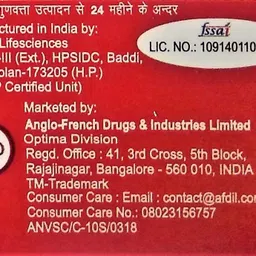 गुणवत्ता उत्पादन से 24 महीने के अन्दर
ctured in India by:
Lifesciences
-III (Ext.), HPSIDC, Baddi,
olan-173205 (H.P.)
Certified Unit)
fssai
LIC. NO.: 109140110
Marketed by:
Anglo-French Drugs & Industries Limited
Optima Division
Regd. Office : 41, 3rd Cross, 5th Block,
Rajajinagar, Bangalore - 560 010, INDIA
TM-Trademark
Consumer Care : Email : contact@afdil.com
Consumer Care No.: 08023156757
ANVSC/C-10S/0318